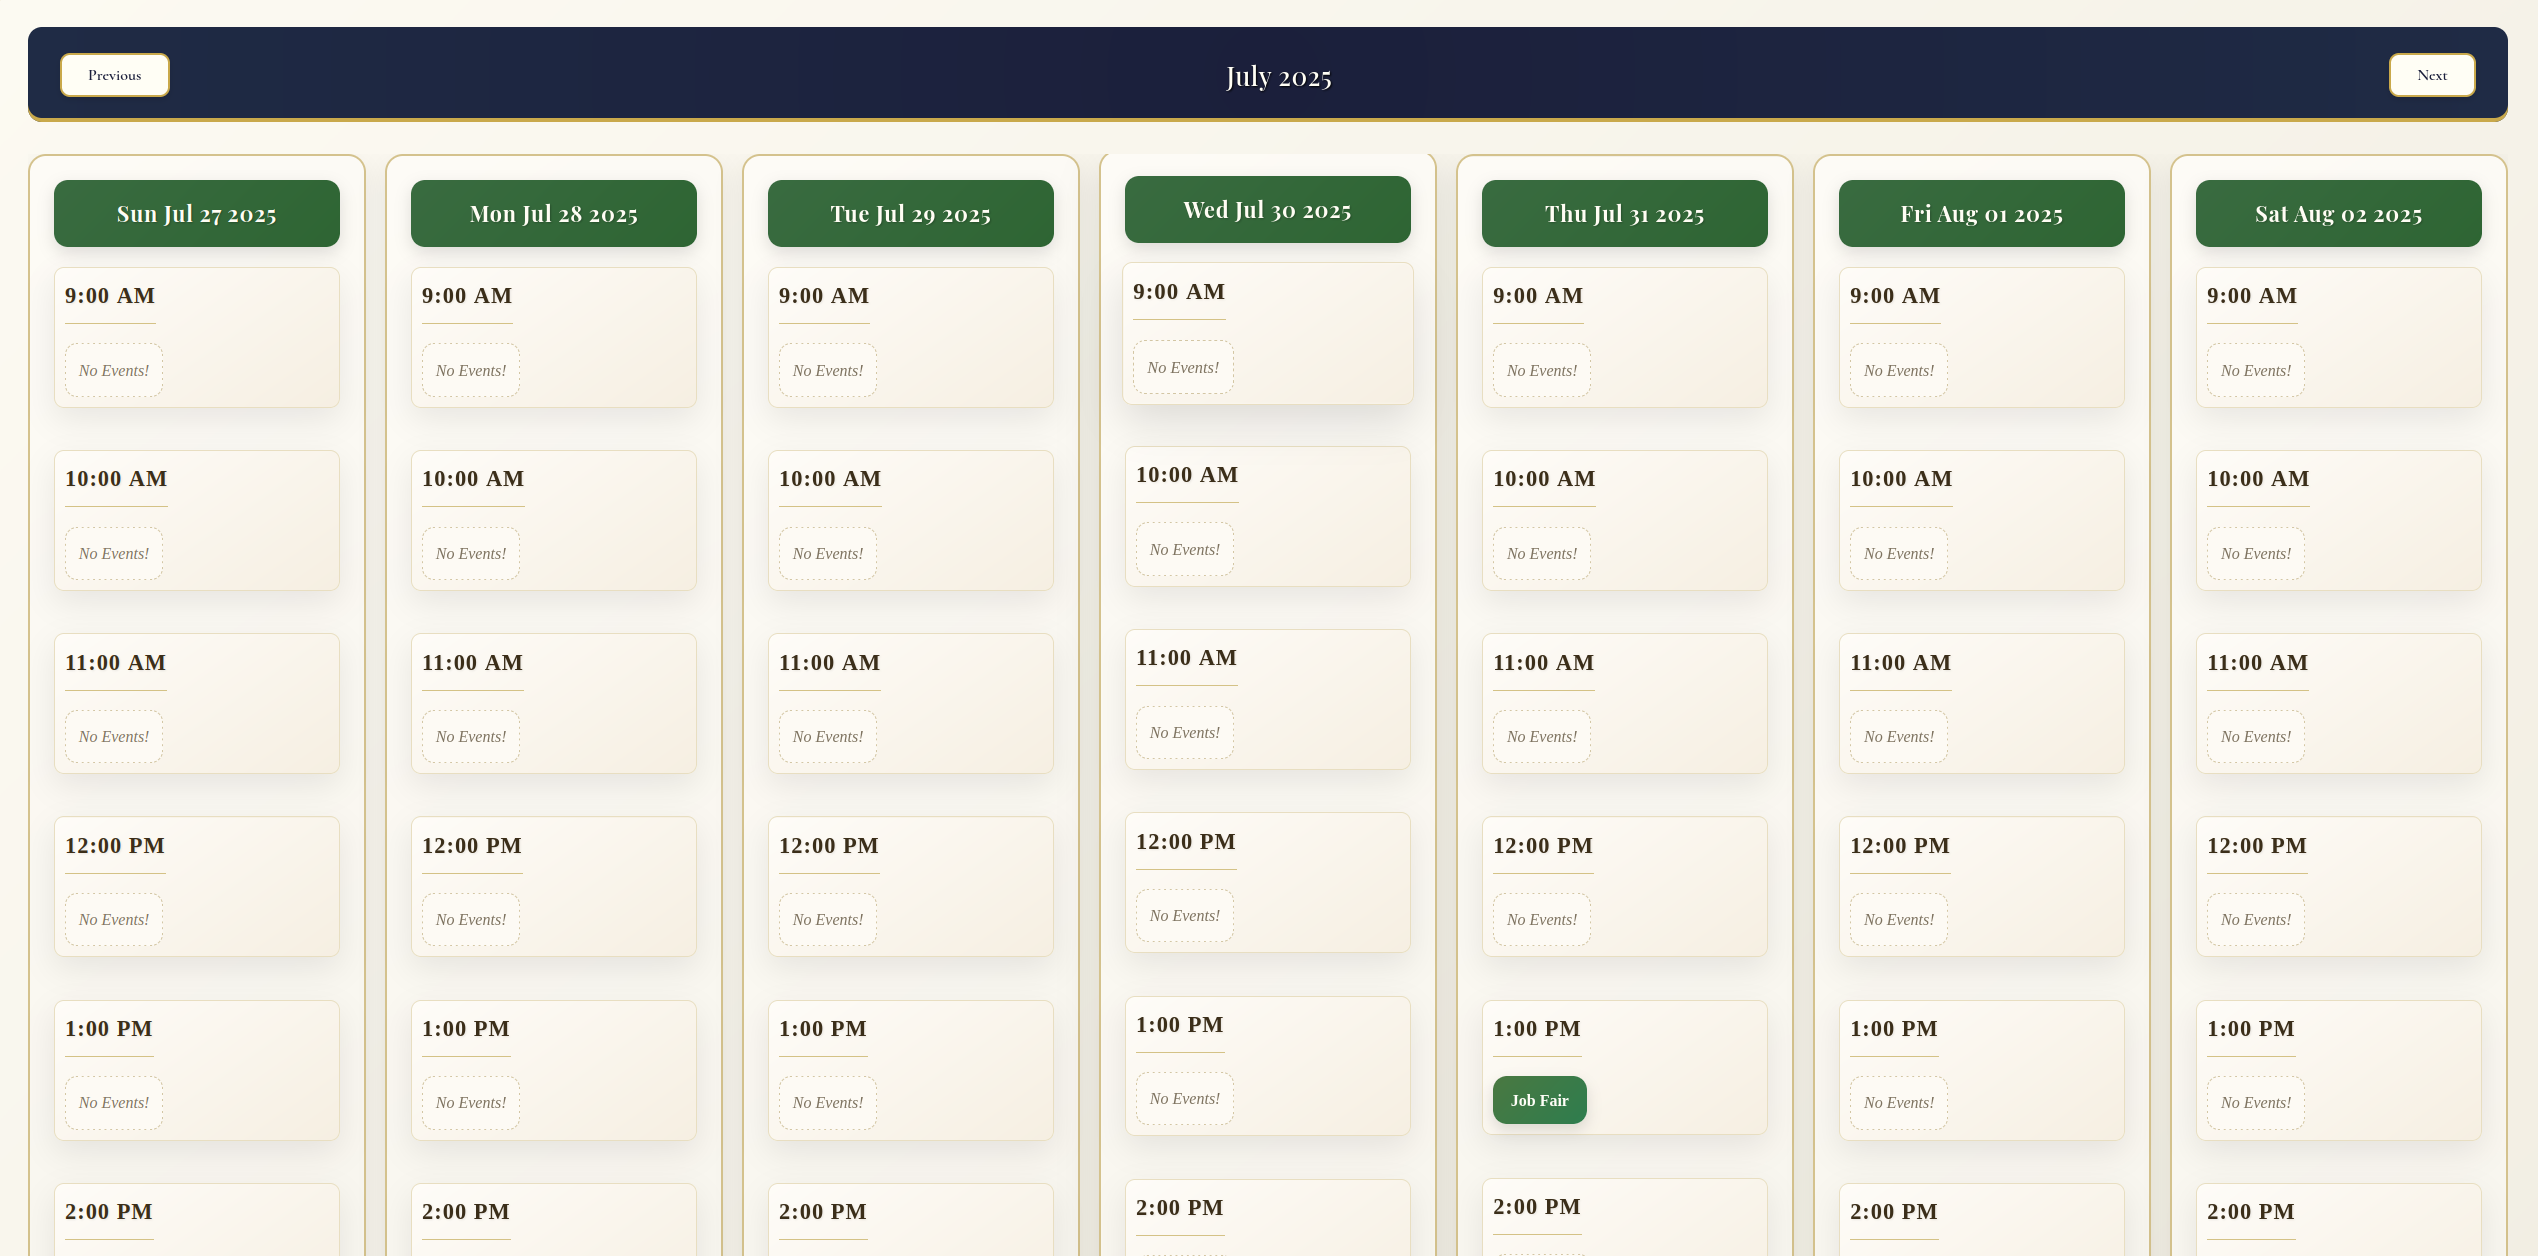 Previous
July 2025
Next
Sun Jul 27 2025
9:00 AM
No Events!
10:00 AM
No Events!
11:00 AM
No Events!
12:00 PM
No Events!
1:00 PM
No Events!
2:00 PM
Mon Jul 28 2025
9:00 AM
No Events!
10:00 AM
No Events!
11:00 AM
No Events!
12:00 PM
No Events!
1:00 PM
No Events!
2:00 PM
Tue Jul 29 2025
9:00 AM
No Events!
10:00 AM
No Events!
11:00 AM
No Events!
12:00 PM
No Events!
1:00 PM
No Events!
2:00 PM
Wed Jul 30 2025
9:00 AM
No Events!
10:00 AM
No Events!
11:00 AM
No Events!
12:00 PM
No Events!
1:00 PM
No Events!
2:00 PM
Thu Jul 31 2025
9:00 AM
No Events!
10:00 AM
No Events!
11:00 AM
No Events!
12:00 PM
No Events!
1:00 PM
Job Fair
2:00 PM
Fri Aug 01 2025
9:00 AM
No Events!
10:00 AM
No Events!
11:00 AM
No Events!
12:00 PM
No Events!
1:00 PM
No Events!
2:00 PM
Sat Aug 02 2025
9:00 AM
No Events!
10:00 AM
No Events!
11:00 AM
No Events!
12:00 PM
No Events!
1:00 PM
No Events!
2:00 PM